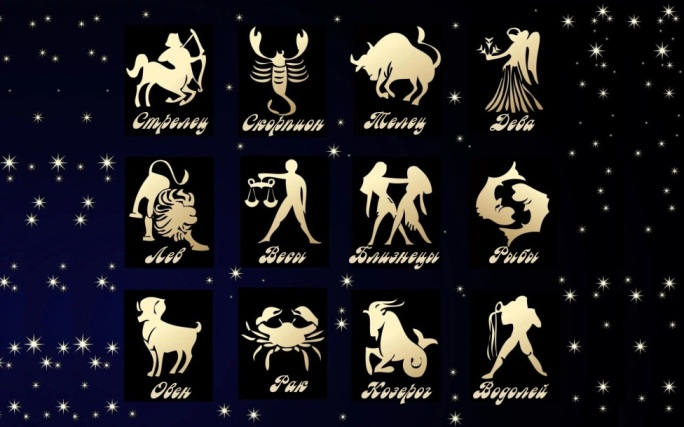 Стрелец
Скорпион
Телец
Дева
Лев
Весы
Близнецы
Рыбы
Овен
Рак
Козерог
Водолей